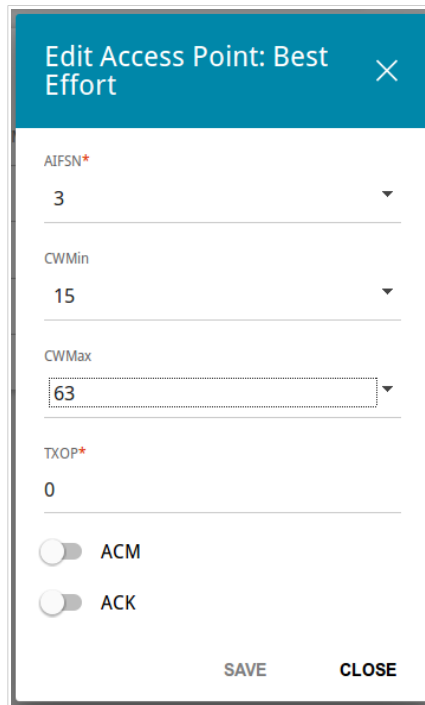 Edit Access Point: Best
Effort
AIFSN*
3
CWMin
15
CWMax
63
TXOP*
0
ACM
ACK
SAVE CLOSE